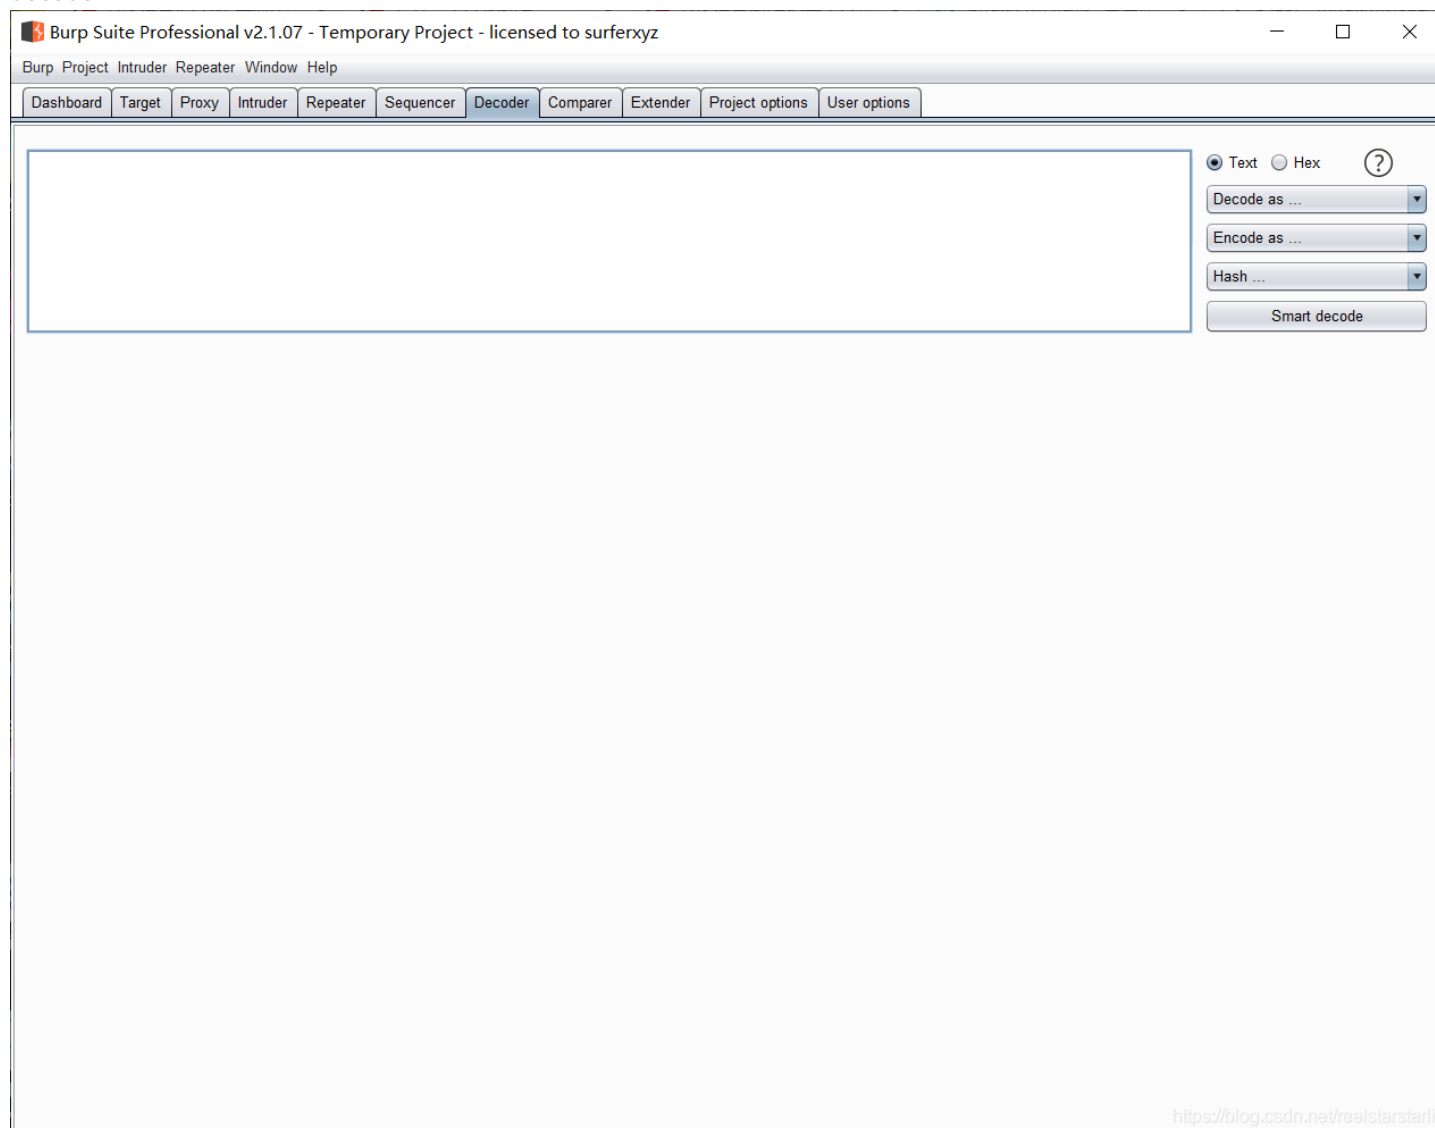 Burp Suite Professional v2.1.07 - Temporary Project - licensed to surferxyz
Burp Project Intruder Repeater Window Help
Dashboard Target Proxy Intruder Repeater Sequencer Decoder Comparer Extender Project options User options
Text Hex ?
Decode as ...
Encode as ...
Hash ...
Smart decode
https://blog.csdn.net/realstarstarli